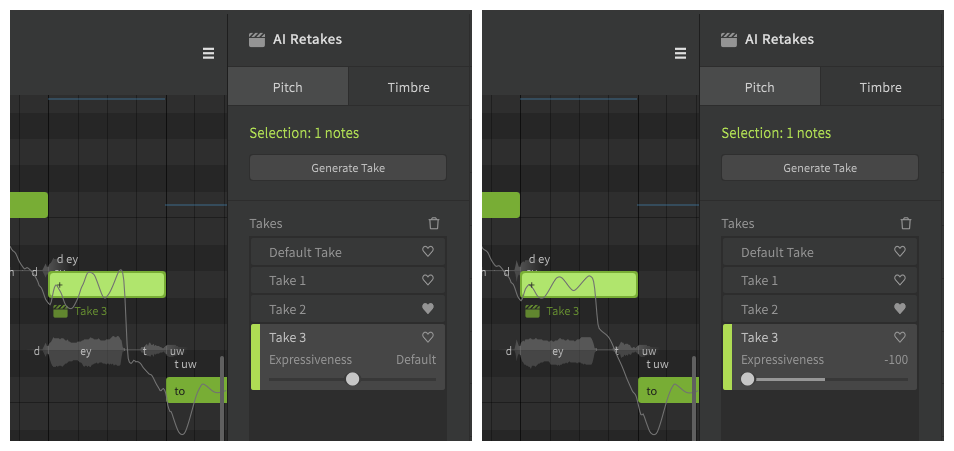 AI Retakes
Pitch Timbre
Selection: 1 notes
Generate Take
Takes
Default Take
Take 1
Take 2
Take 3
Expressiveness Default
d ey
n d
+
Take 3
d ey t uw
t uw
to
AI Retakes
Pitch Timbre
Selection: 1 notes
Generate Take
Takes
Default Take
Take 1
Take 2
Take 3
Expressiveness -100
d ey
n d
+
Take 3
d ey t uw
t uw
to